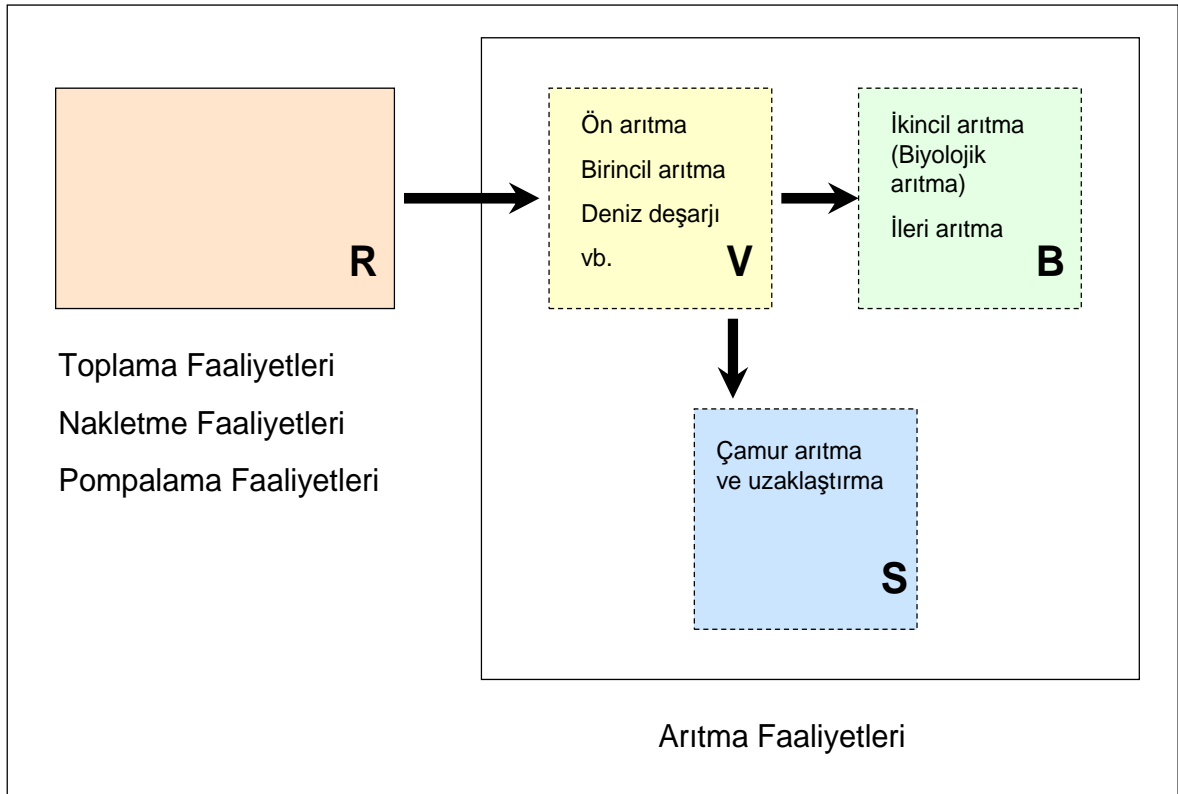 R
Toplama Faaliyetleri
Nakletme Faaliyetleri
Pompalama Faaliyetleri
Ön arıtma
Birincil arıtma
Deniz deşarjı
vb.
V
İkincil arıtma
(Biyolojik
arıtma)
İleri arıtma
B
Çamur arıtma
ve uzaklaştırma
S
Arıtma Faaliyetleri